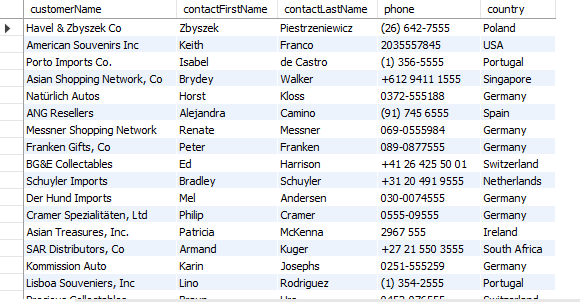 customerName contactFirstName contactLastName phone country
Havel & Zbyszek Co Zbyszek Piestrzeniewicz (26) 642-7555 Poland
American Souvenirs Inc Keith Franco 2035557845 USA
Porto Imports Co. Isabel de Castro (1) 356-5555 Portugal
Asian Shopping Network, Co Brydey Walker +612 9411 1555 Singapore
Natürlich Autos Horst Kloss 0372-555188 Germany
ANG Resellers Alejandra Camino (91) 745 6555 Spain
Messner Shopping Network Renate Messner 069-0555984 Germany
Franken Gifts, Co Peter Franken 089-0877555 Germany
BG&E Collectables Ed Harrison +41 26 425 50 01 Switzerland
Schuyler Imports Bradley Schuyler +31 20 491 9555 Netherlands
Der Hund Imports Mel Andersen 030-0074555 Germany
Cramer Spezialitäten, Ltd Philip Cramer 0555-09555 Germany
Asian Treasures, Inc. Patricia McKenna 2967 555 Ireland
SAR Distributors, Co Armand Kuger +27 21 550 3555 South Africa
Kommission Auto Karin Josephs 0251-555259 Germany
Lisboa Souveniers, Inc Lino Rodriguez (1) 354-2555 Portugal